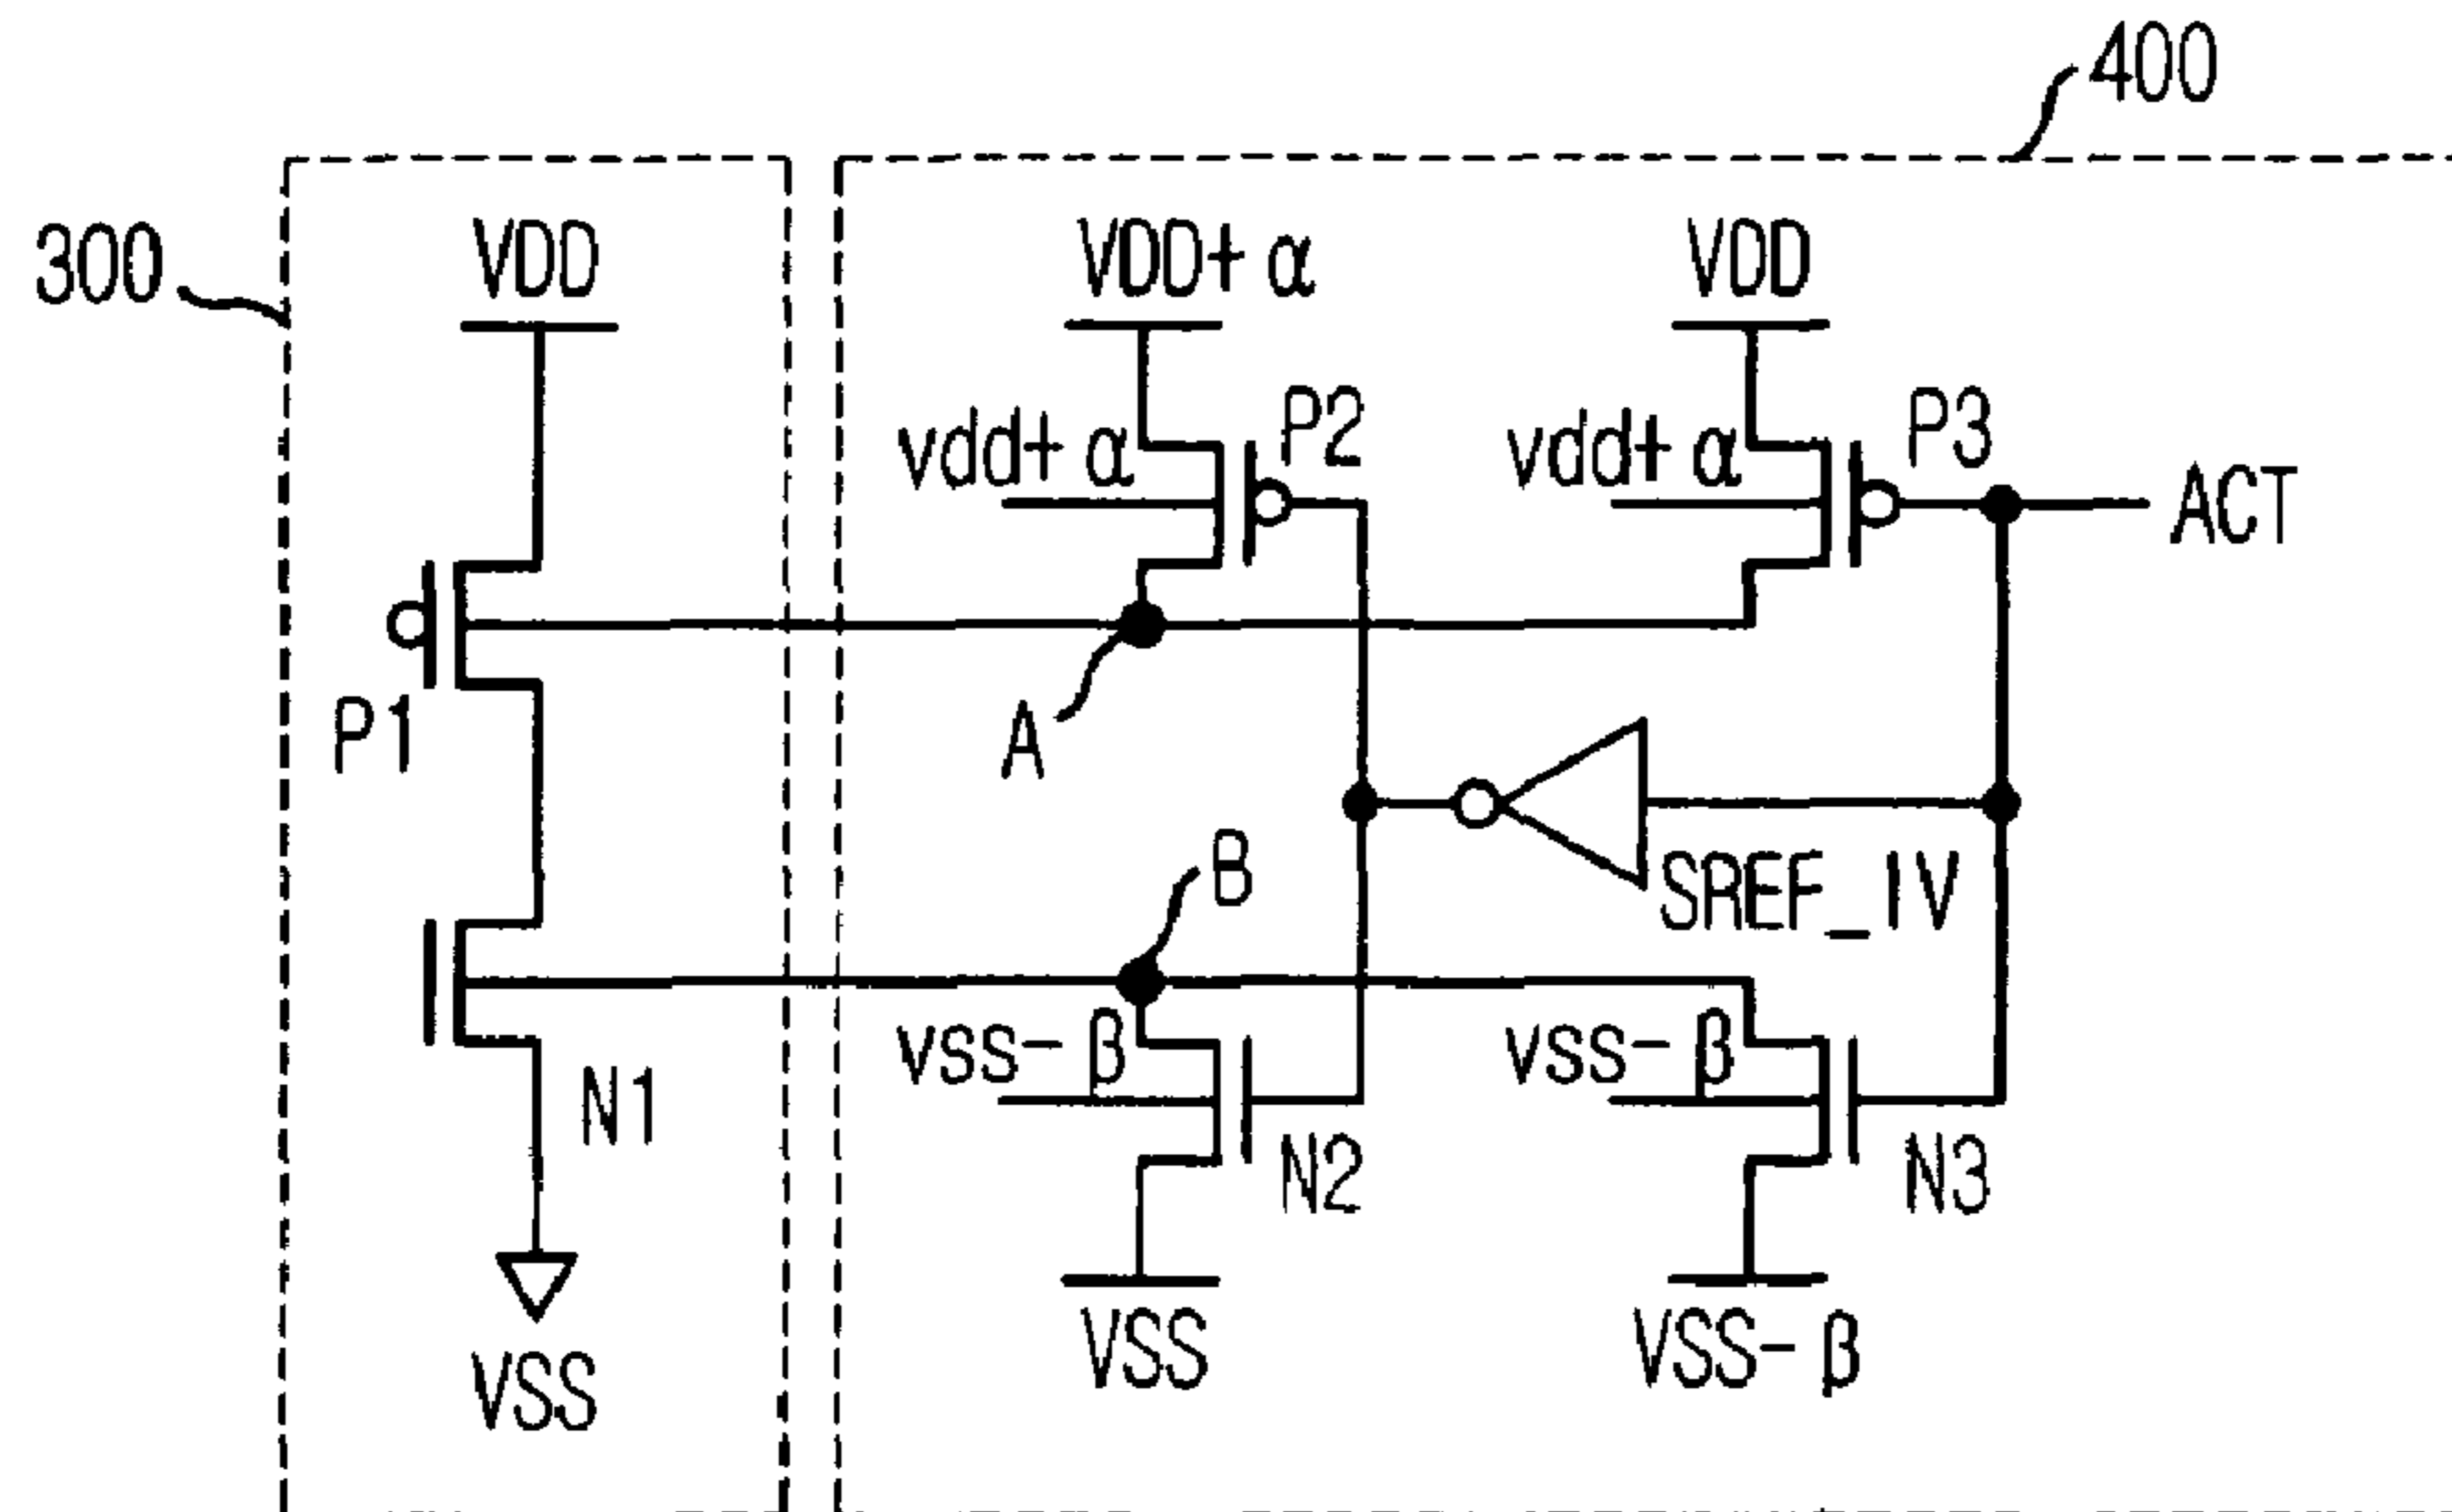 400
300
VDD
VDD+ α
VDD
P2
P3
vdd+ α
vdd+ α
ACT
P1
A
B
SREF_IV
vss- β
vss- β
N1
N2
N3
VSS
VSS
VSS- β